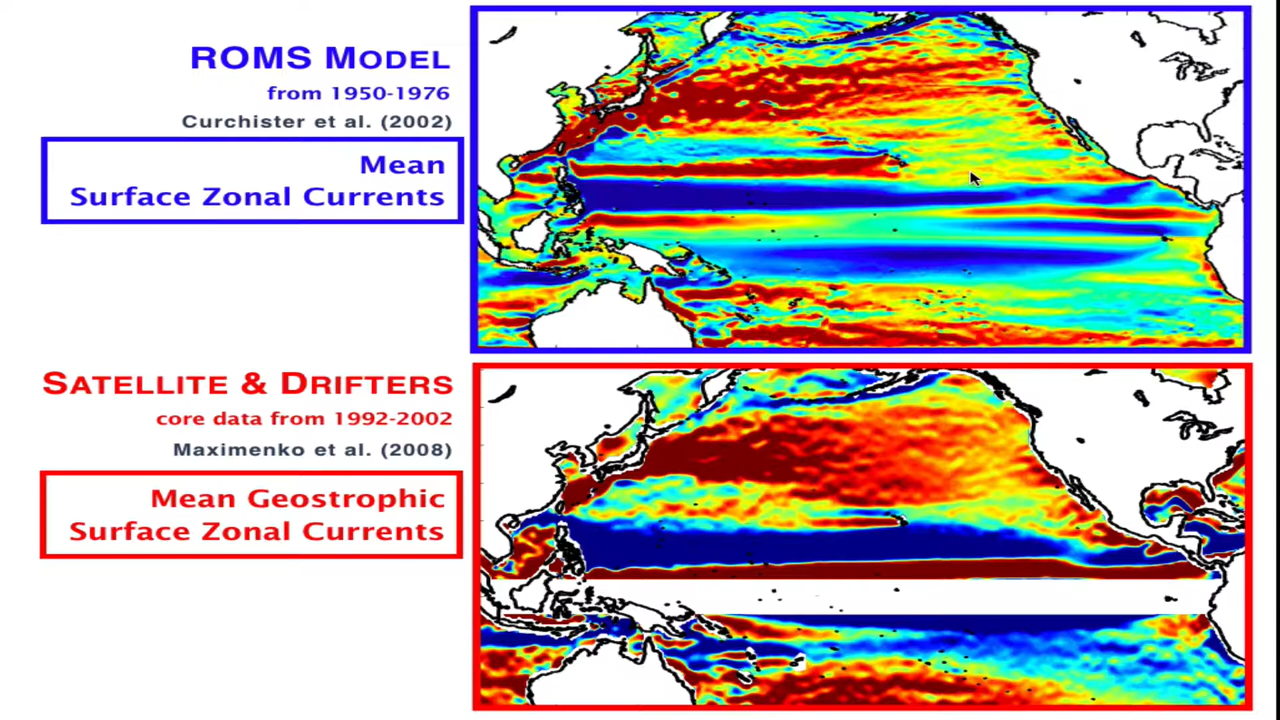 ROMS MODEL
from 1950-1976
Curchister et al. (2002)
Mean
Surface Zonal Currents
SATELLITE & DRIFTERS
core data from 1992-2002
Maximenko et al. (2008)
Mean Geostrophic
Surface Zonal Currents